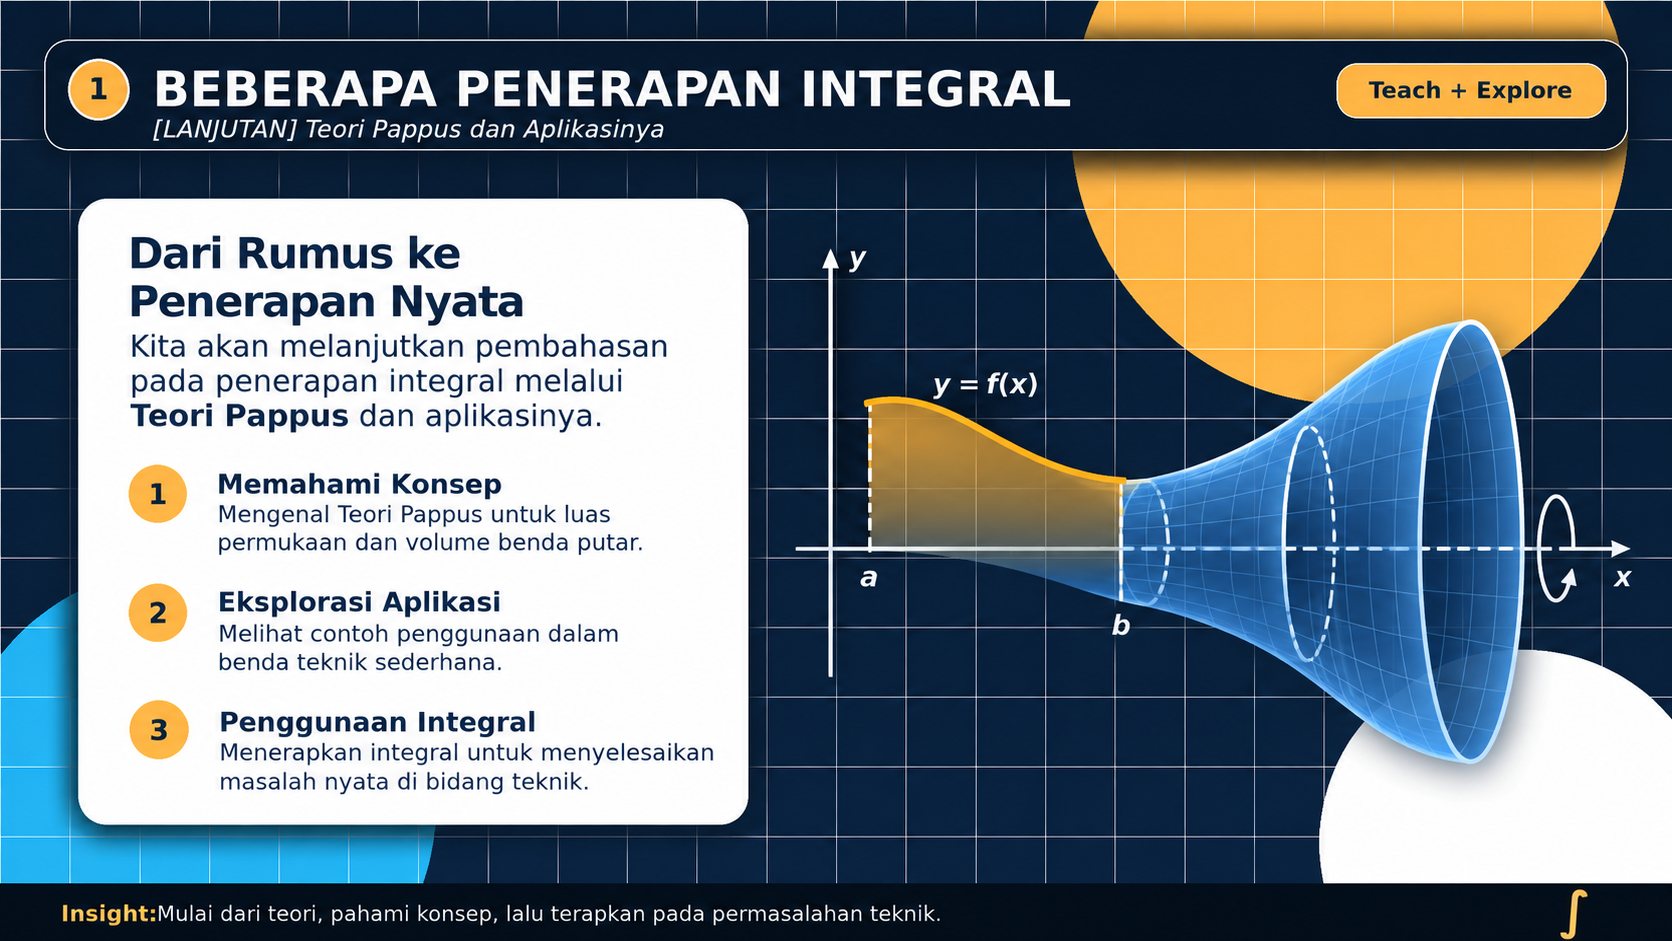 1
BEBERAPA PENERAPAN INTEGRAL
[LANJUTAN] Teori Pappus dan Aplikasinya
Teach + Explore
Dari Rumus ke
Penerapan Nyata
Kita akan melanjutkan pembahasan
pada penerapan integral melalui
Teori Pappus dan aplikasinya.
1
Memahami Konsep
Mengenal Teori Pappus untuk luas
permukaan dan volume benda putar.
2
Eksplorasi Aplikasi
Melihat contoh penggunaan dalam
benda teknik sederhana.
3
Penggunaan Integral
Menerapkan integral untuk menyelesaikan
masalah nyata di bidang teknik.
y
y = f(x)
a
b
x
Insight:Mulai dari teori, pahami konsep, lalu terapkan pada permasalahan teknik.
∫